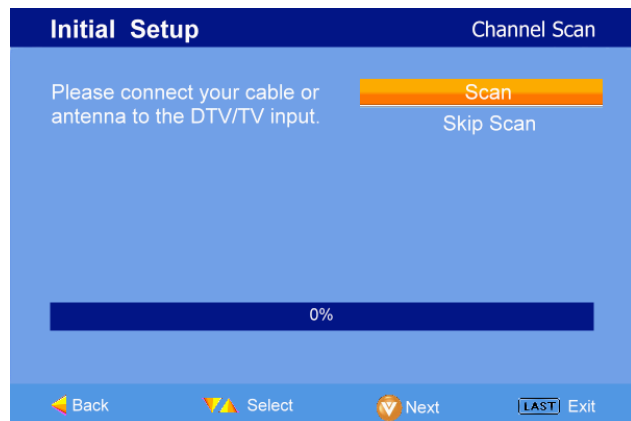 Initial Setup
Channel Scan
Please connect your cable or
antenna to the DTV/TV input.
Scan
Skip Scan
0%
Back
Select
V
Next
LAST
Exit